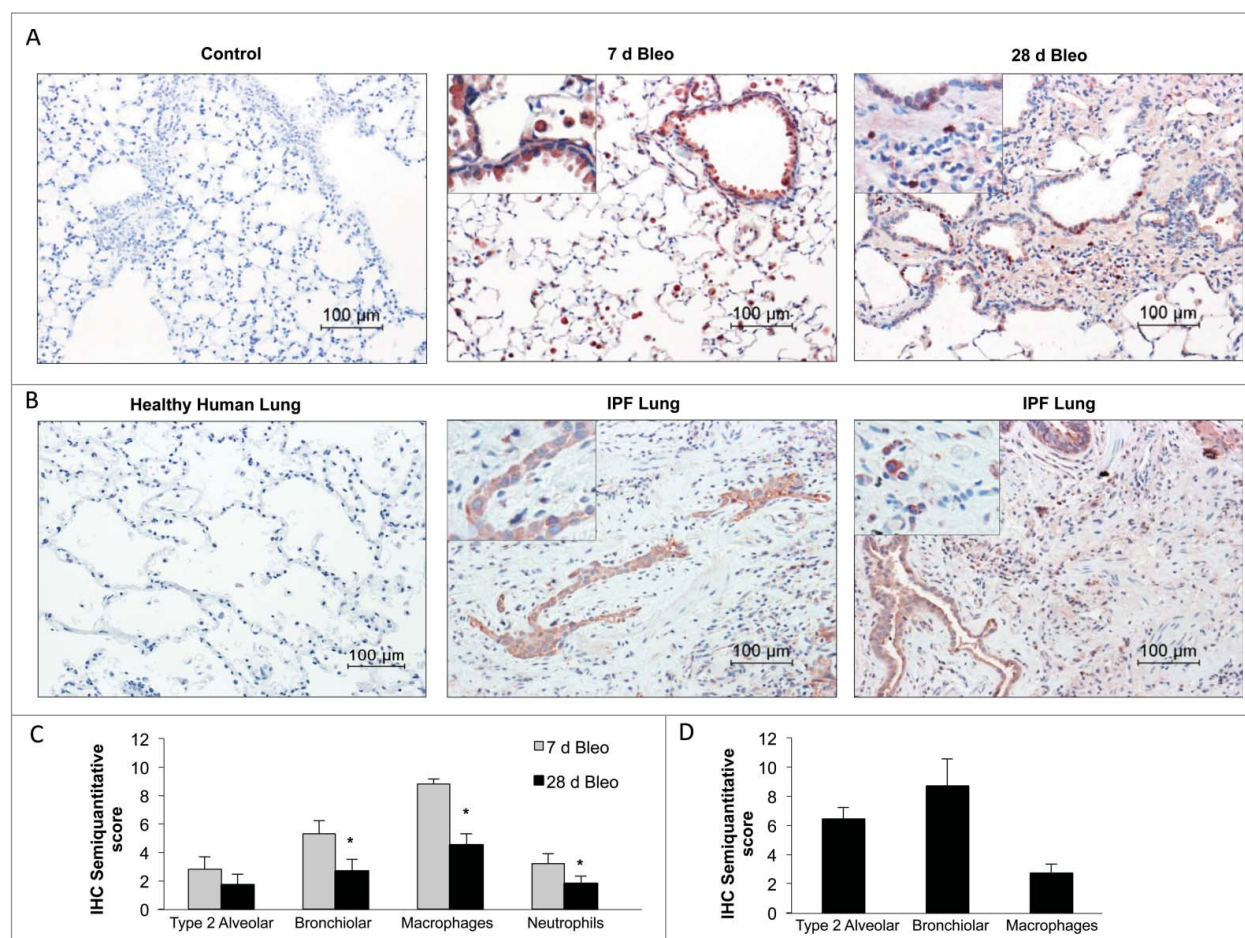 A
Control
7 d Bleo
28 d Bleo
100 µm
100 µm
100 µm
B
Healthy Human Lung
IPF Lung
IPF Lung
100 µm
100 µm
100 µm
C
IHC Semiquantitative
score
12
10
8
6
4
2
0
7 d Bleo
28 d Bleo
*
*
*
Type 2 Alveolar
Bronchiolar
Macrophages
Neutrophils
D
IHC Semiquantitative
score
12
10
8
6
4
2
0
Type 2 Alveolar
Bronchiolar
Macrophages